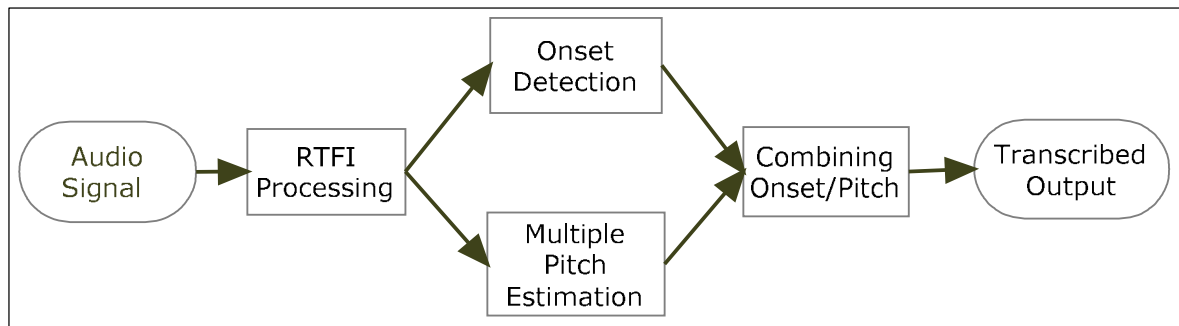 Audio
Signal
RTFI
Processing
Onset
Detection
Multiple
Pitch
Estimation
Combining
Onset/Pitch
Transcribed
Output